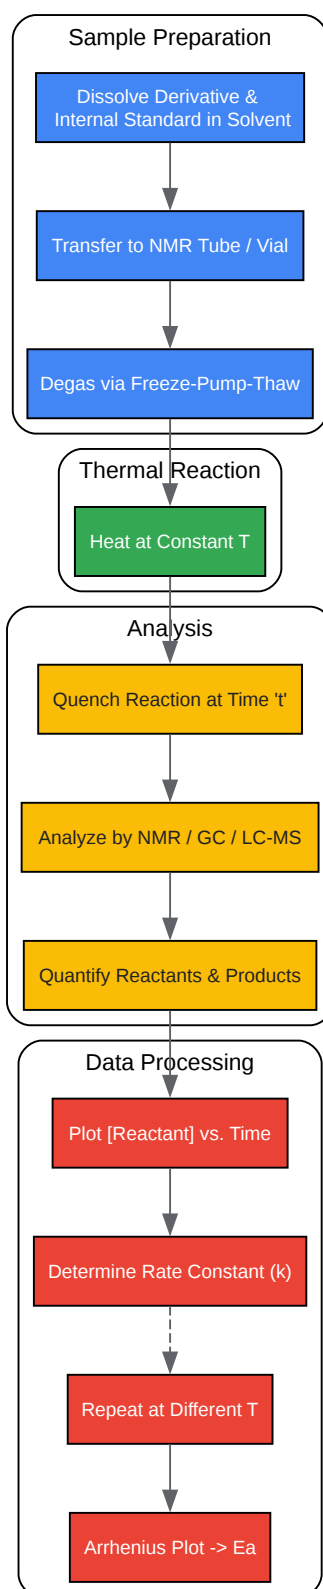 Sample Preparation
Dissolve Derivative &
Internal Standard in Solvent
Transfer to NMR Tube / Vial
Degas via Freeze-Pump-Thaw
Thermal Reaction
Heat at Constant T
Analysis
Quench Reaction at Time 't'
Analyze by NMR / GC / LC-MS
Quantify Reactants & Products
Data Processing
Plot [Reactant] vs. Time
Determine Rate Constant (k)
Repeat at Different T
Arrhenius Plot -> Ea